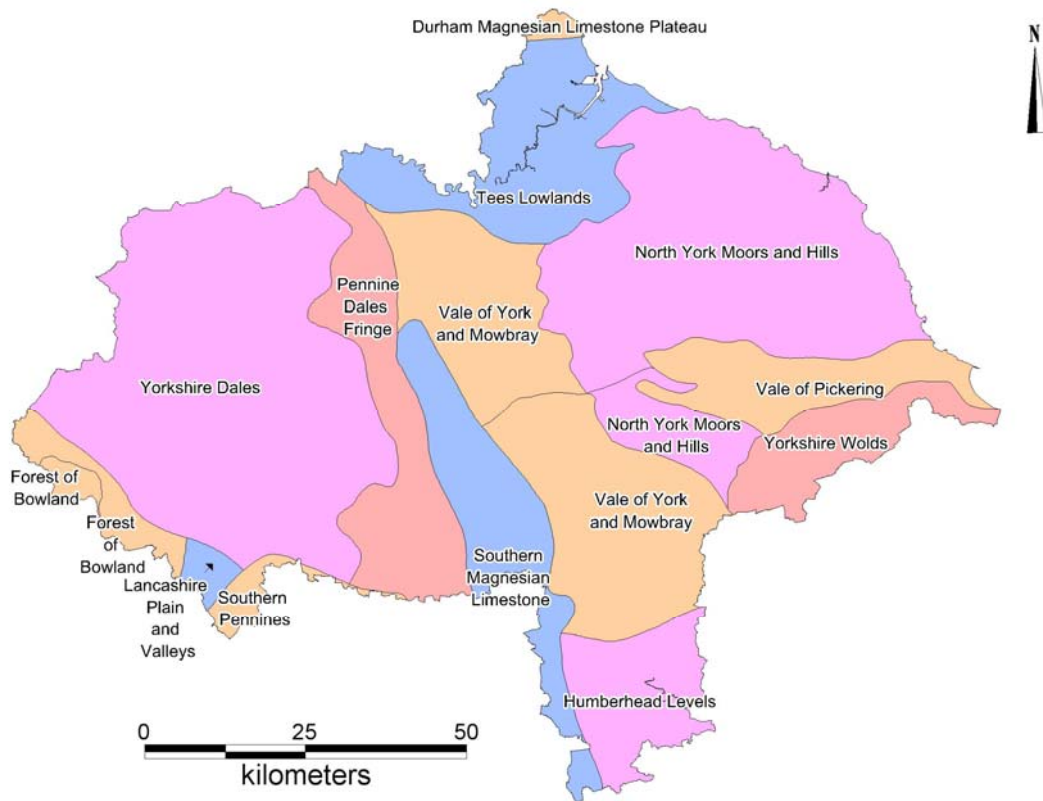 Durham Magnesian Limestone Plateau
N
Tees Lowlands
North York Moors and Hills
Pennine
Dales
Fringe
Vale of York
and Mowbray
Yorkshire Dales
Vale of Pickering
North York Moors
and Hills
Yorkshire Wolds
Forest of
Bowland
Vale of York
and Mowbray
Forest
of
Bowland
Southern
Magnesian
Limestone
Lancashire
Plain
and
Valleys
Southern
Pennines
Humberhead Levels
0 25 50
kilometers